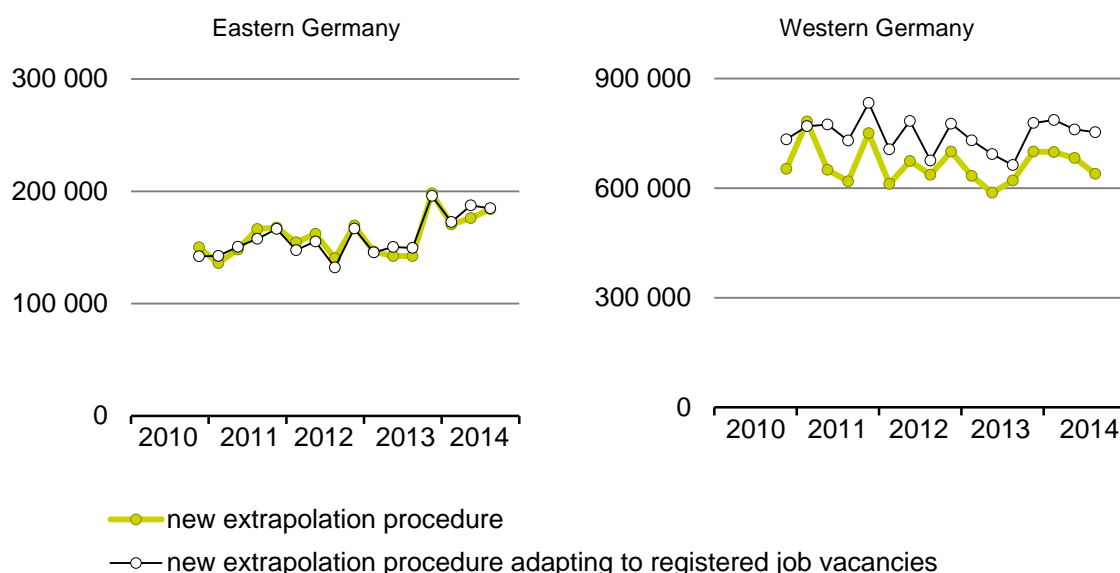 Eastern Germany
300 000
200 000
100 000
0
2010 2011 2012 2013 2014
Western Germany
900 000
600 000
300 000
0
2010 2011 2012 2013 2014
new extrapolation procedure
new extrapolation procedure adapting to registered job vacancies